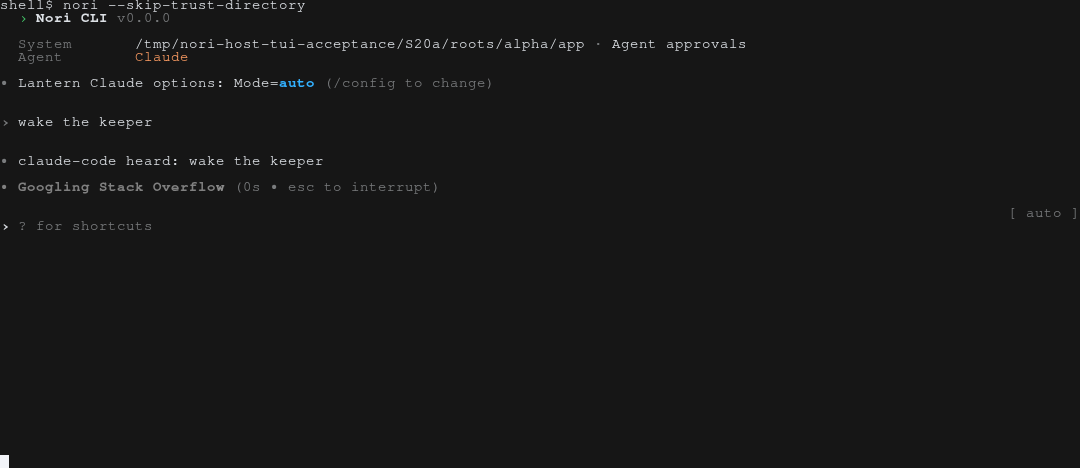 shell$ nori --skip-trust-directory
› Nori CLI v0.0.0
System /tmp/nori-host-tui-acceptance/S20a/roots/alpha/app · Agent approvals
Agent Claude
• Lantern Claude options: Mode=auto (/config to change)
› wake the keeper
• claude-code heard: wake the keeper
• Googling Stack Overflow (0s • esc to interrupt)
[ auto ]
› ? for shortcuts